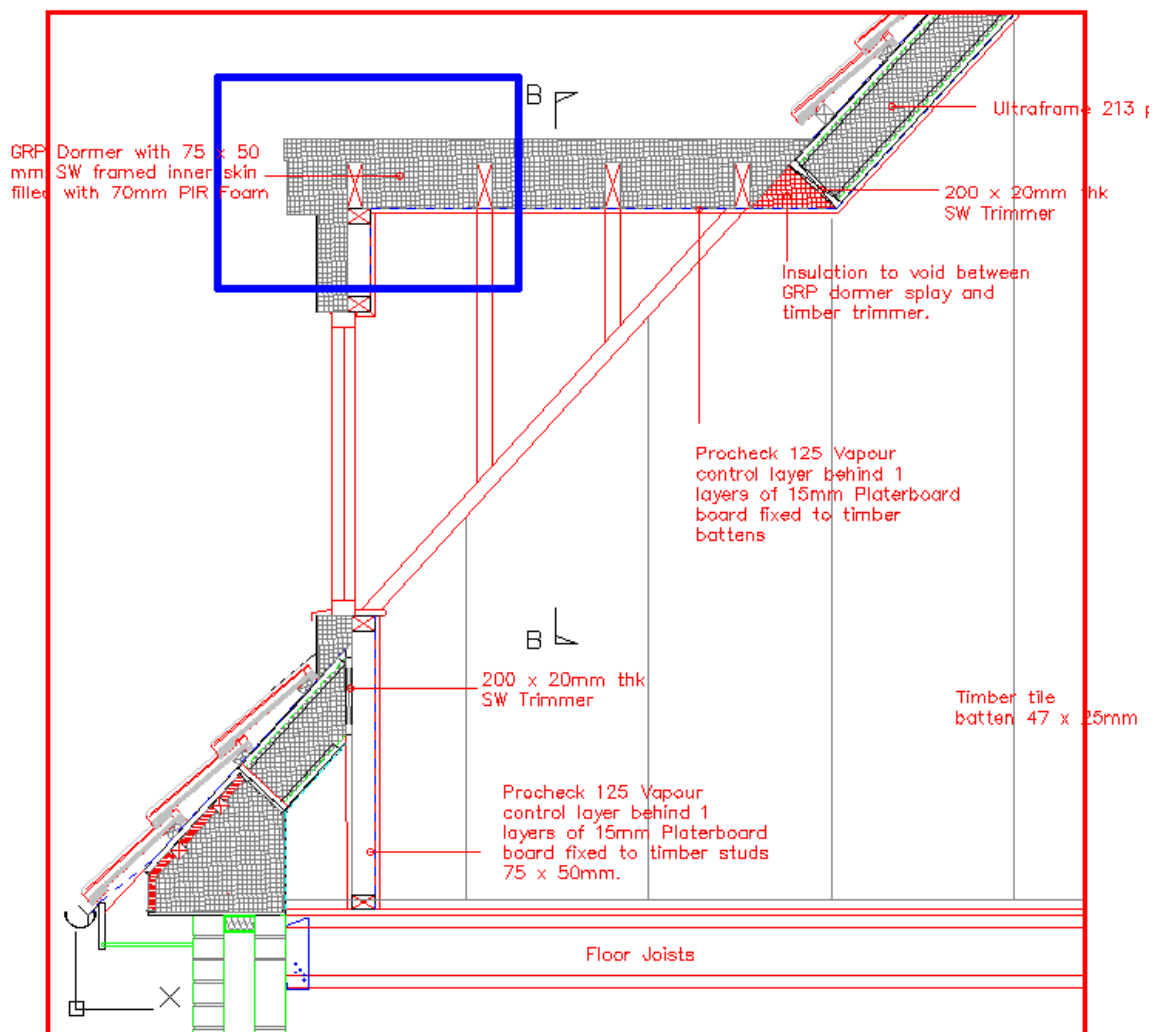 B
Ultraframe 213 p
GRP Dormer with 75 x 50
mm SW framed inner skin
filled with 70mm PIR Foam
200 x 20mm thk
SW Trimmer
Insulation to void between
GRP dormer splay and
timber trimmer.
Procheck 125 Vapour
control layer behind 1
layers of 15mm Platerboard
board fixed to timber
battens
B
200 x 20mm thk
SW Trimmer
Timber tile
batten 47 x 25mm
Procheck 125 Vapour
control layer behind 1
layers of 15mm Platerboard
board fixed to timber studs
75 x 50mm.
Floor Joists
X